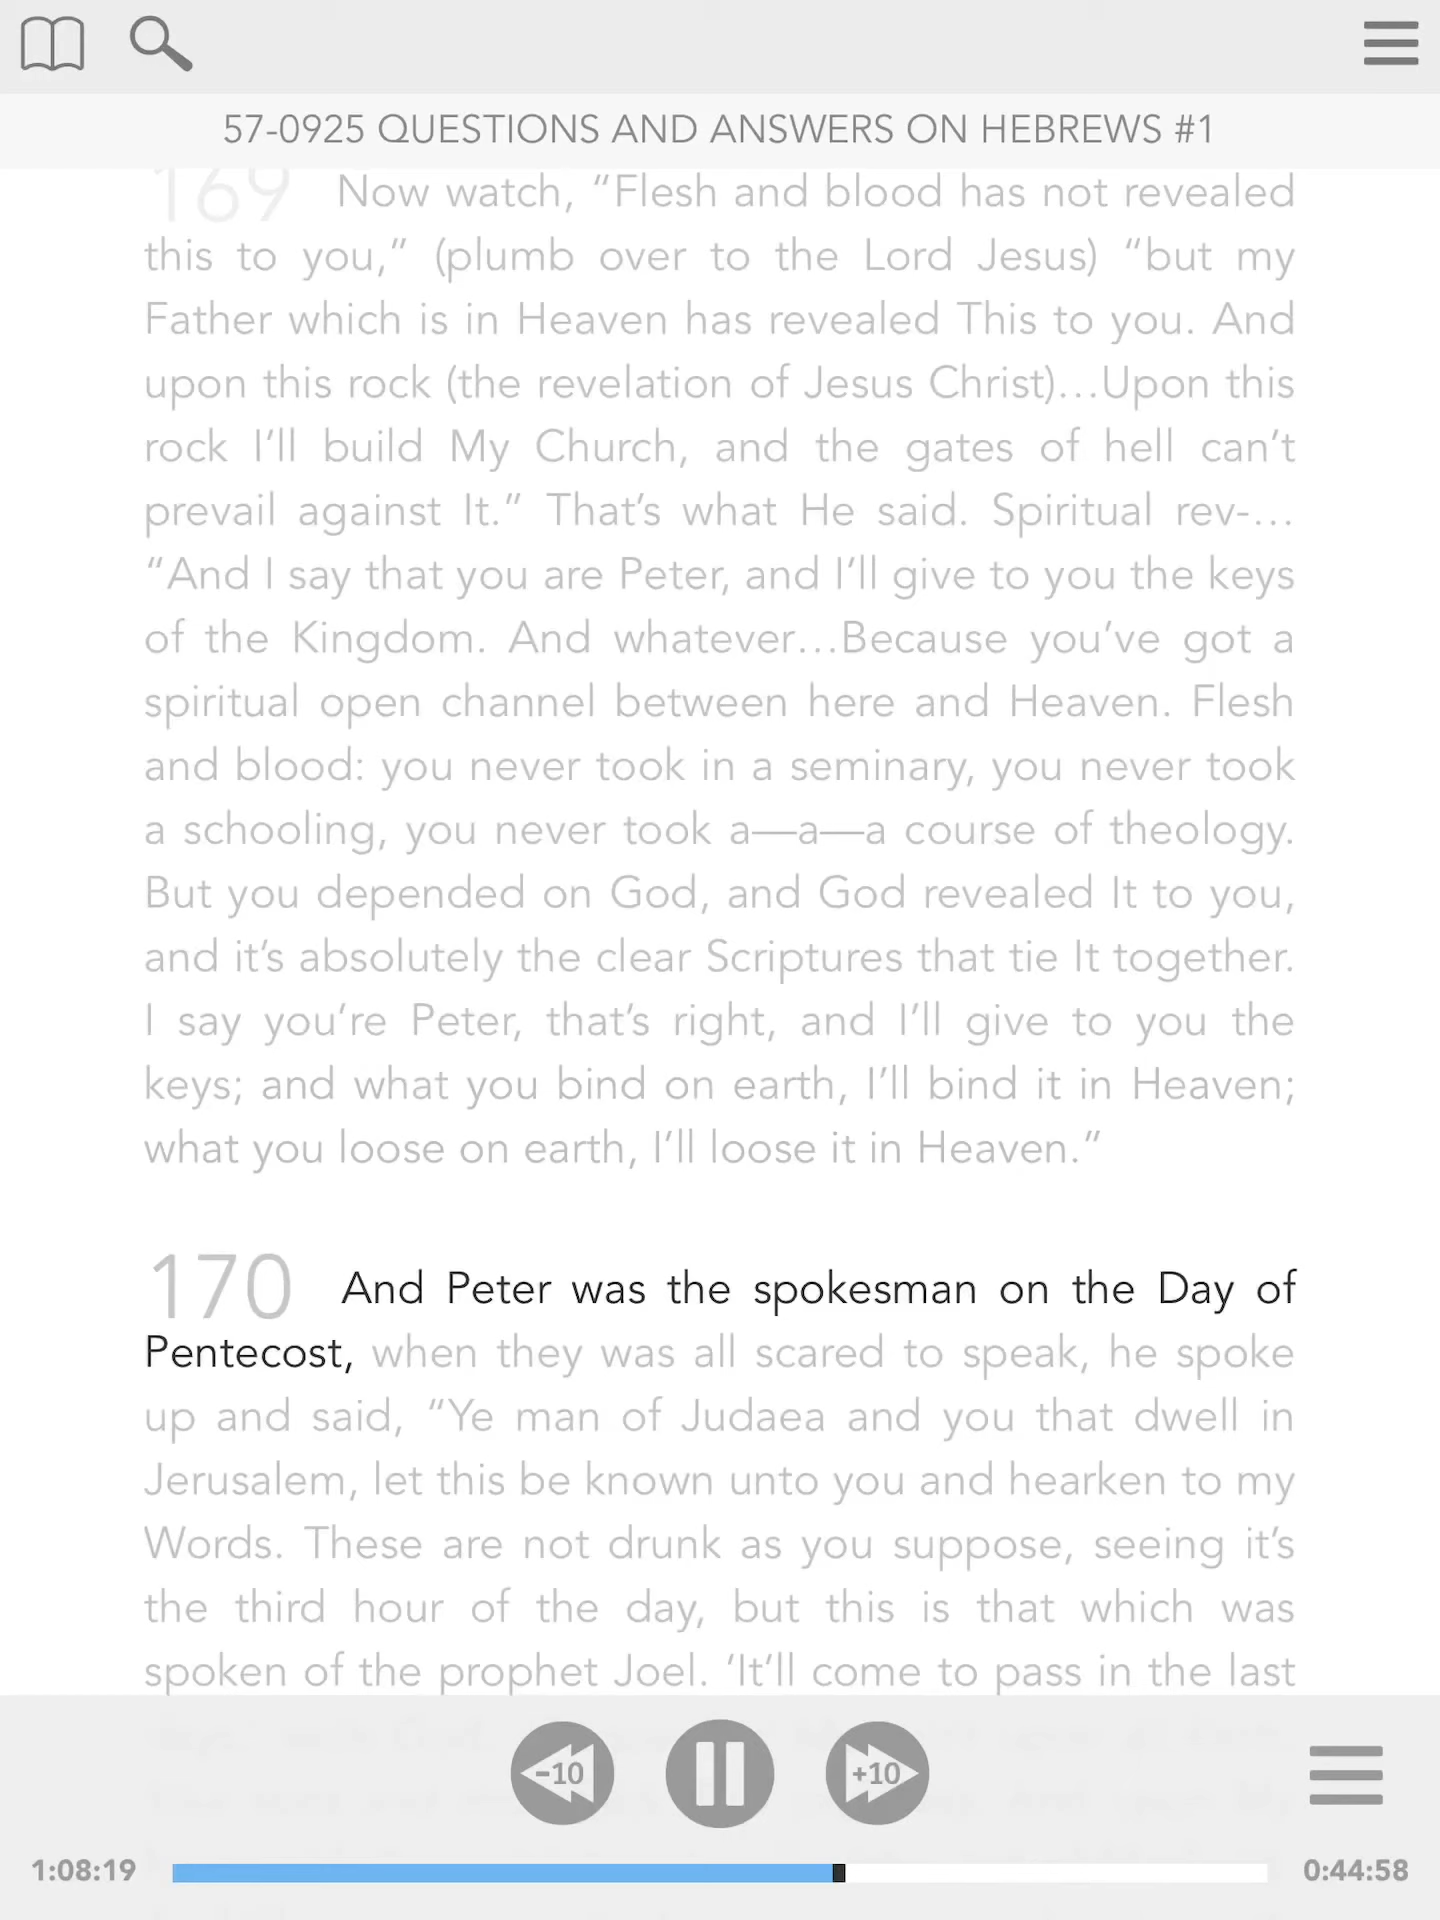 57-0925 QUESTIONS AND ANSWERS ON HEBREWS #1
169 Now watch, “Flesh and blood has not revealed
this to you,” (plumb over to the Lord Jesus) “but my
Father which is in Heaven has revealed This to you. And
upon this rock (the revelation of Jesus Christ)…Upon this
rock I’ll build My Church, and the gates of hell can’t
prevail against It.” That’s what He said. Spiritual rev-…
“And I say that you are Peter, and I’ll give to you the keys
of the Kingdom. And whatever…Because you’ve got a
spiritual open channel between here and Heaven. Flesh
and blood: you never took in a seminary, you never took
a schooling, you never took a—a—a course of theology.
But you depended on God, and God revealed It to you,
and it’s absolutely the clear Scriptures that tie It together.
I say you’re Peter, that’s right, and I’ll give to you the
keys; and what you bind on earth, I’ll bind it in Heaven;
what you loose on earth, I’ll loose it in Heaven.”
170 And Peter was the spokesman on the Day of
Pentecost, when they was all scared to speak, he spoke
up and said, “Ye man of Judaea and you that dwell in
Jerusalem, let this be known unto you and hearken to my
Words. These are not drunk as you suppose, seeing it’s
the third hour of the day, but this is that which was
spoken of the prophet Joel. ‘It’ll come to pass in the last
-10 +10
1:08:19 0:44:58